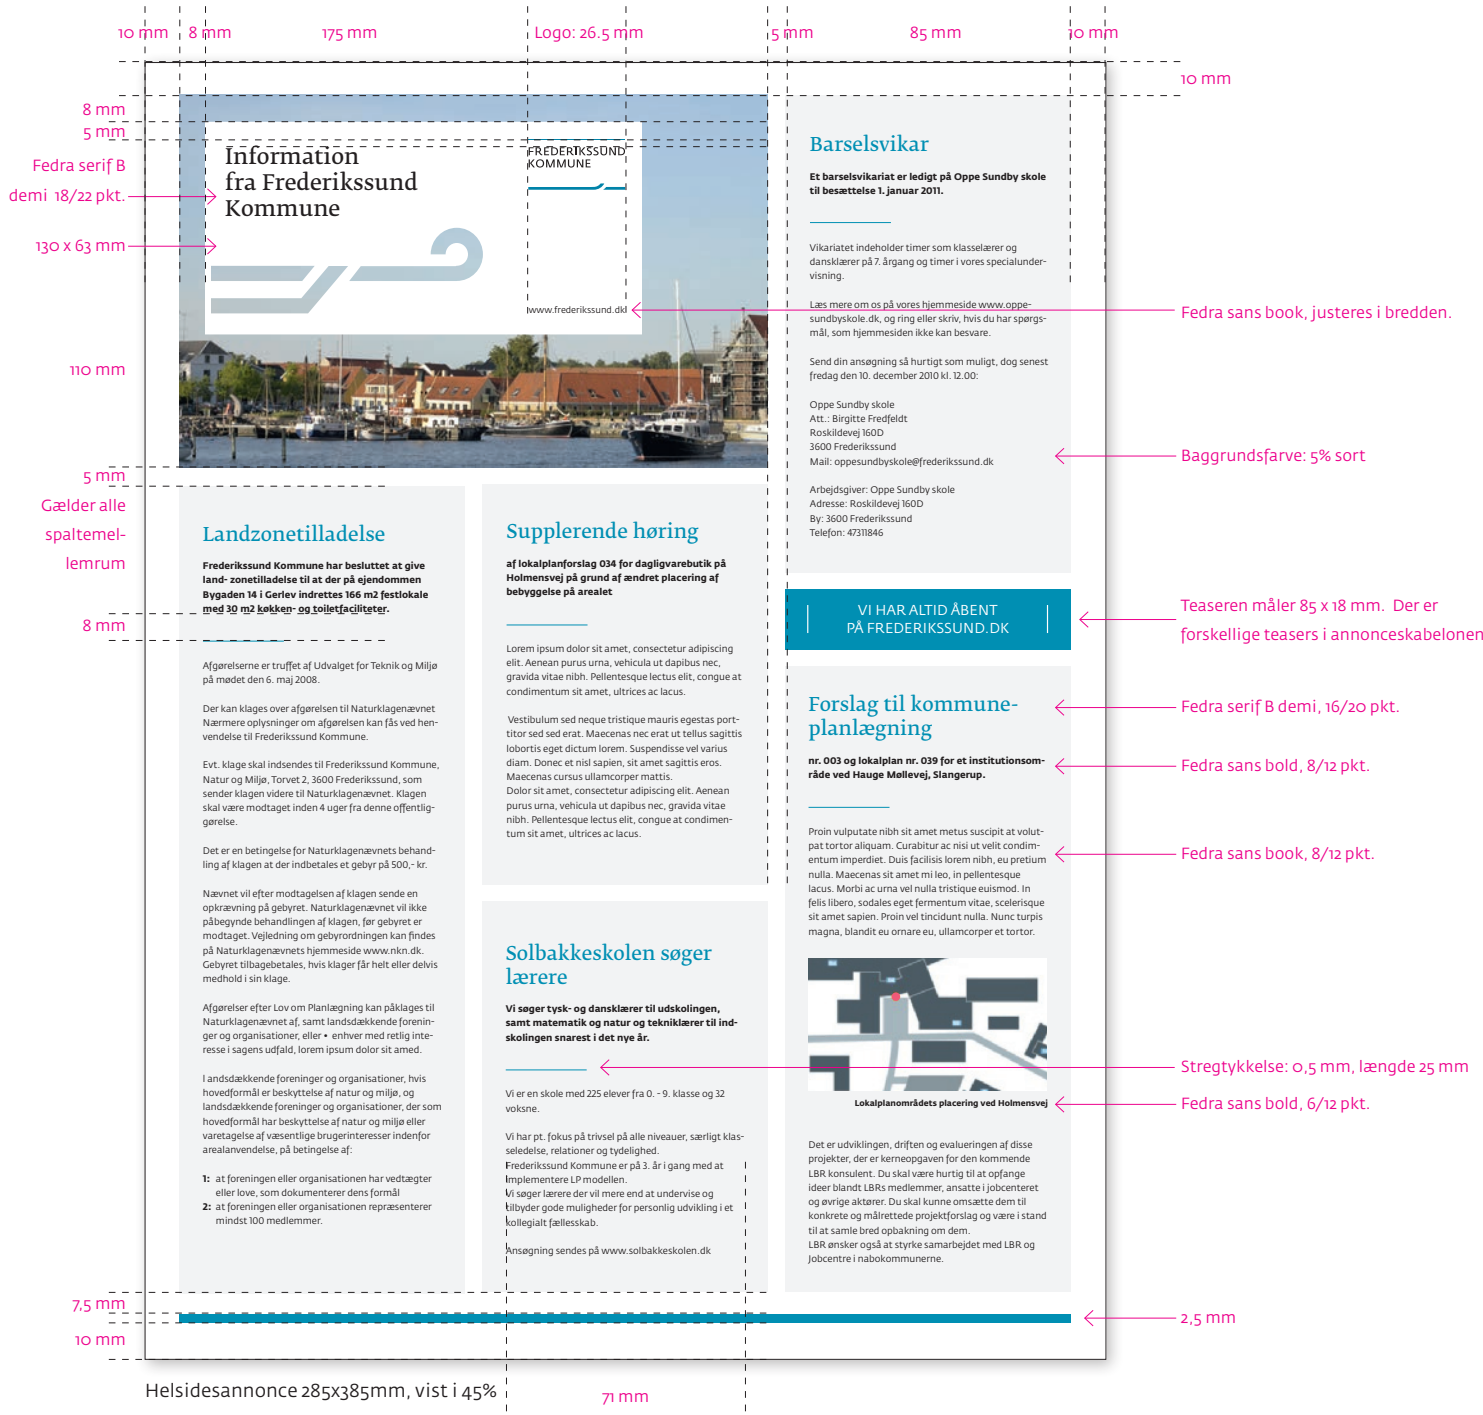 10 mm
8 mm
175 mm
Logo: 26.5 mm
5 mm
85 mm
10 mm
10 mm
8 mm
5 mm
Fedra serif B
demi 18/22 pkt.
130 x 63 mm
110 mm
5 mm
Gælder alle
spaltemel-
lemrum
8 mm
7,5 mm
10 mm
Information
fra Frederikssund
Kommune
FREDERIKSSUND
KOMMUNE
www.frederikssund.dk
Landzonetilladelse
Frederikssund Kommune har besluttet at give
land- zonetilladelse til at der på ejendommen
Bygaden 14 i Gerlev indrettes 166 m2 festlokale
med 30 m2 køkken- og toiletfaciliteter.
Afgørelserne er truffet af Udvalget for Teknik og Miljø
på mødet den 6. maj 2008.
Der kan klages over afgørelsen til Naturklagenævnet
Nærmere oplysninger om afgørelsen kan fås ved hen-
vendelse til Frederikssund Kommune.
Evt. klage skal indsendes til Frederikssund Kommune,
Natur og Miljø, Torvet 2, 3600 Frederikssund, som
sender klagen videre til Naturklagenævnet. Klagen
skal være modtaget inden 4 uger fra denne offentlig-
gørelse.
Det er en betingelse for Naturklagenævnets behand-
ling af klagen at der indbetales et gebyr på 500,- kr.
Nævnet vil efter modtagelsen af klagen sende en
opkrævning på gebyret. Naturklagenævnet vil ikke
påbegynde behandlingen af klagen, før gebyret er
modtaget. Vejledning om gebyrordningen kan findes
på Naturklagenævnets hjemmeside www.nkn.dk.
Gebyret tilbagebetales, hvis klager får helt eller delvis
medhold i sin klage.
Afgørelser efter Lov om Planlægning kan påklages til
Naturklagenævnet af, samt landsdækkende forenin-
ger og organisationer, eller • enhver med retlig inte-
resse i sagens udfald, lorem ipsum dolor sit amed.
l andsdækkende foreninger og organisationer, hvis
hovedformål er beskyttelse af natur og miljø, og
landsdækkende foreninger og organisationer, der som
hovedformål har beskyttelse af natur og miljø eller
varetagelse af væsentlige brugerinteresser indenfor
arealanvendelse, på betingelse af:
1: at foreningen eller organisationen har vedtægter
eller love, som dokumenterer dens formål
2: at foreningen eller organisationen repræsenterer
mindst 100 medlemmer.
Supplerende høring
af lokalplanforslag 034 for dagligvarebutik på
Holmensvej på grund af ændret placering af
bebyggelse på arealet
Lorem ipsum dolor sit amet, consectetur adipiscing
elit. Aenean purus urna, vehicula ut dapibus nec,
gravida vitae nibh. Pellentesque lectus elit, congue at
condimentum sit amet, ultrices ac lacus.
Vestibulum sed neque tristique mauris egestas port-
titor sed sed erat. Maecenas nec erat ut tellus sagittis
lobortis eget dictum lorem. Suspendisse vel varius
diam. Donec et nisl sapien, sit amet sagittis eros.
Maecenas cursus ullamcorper mattis.
Dolor sit amet, consectetur adipiscing elit. Aenean
purus urna, vehicula ut dapibus nec, gravida vitae
nibh. Pellentesque lectus elit, congue at condimen-
tum sit amet, ultrices ac lacus.
Solbakkeskolen søger
lærere
Vi søger tysk- og dansklærer til udskolingen,
samt matematik og natur og tekniklærer til ind-
skolingen snarest i det nye år.
Vi er en skole med 225 elever fra 0. - 9. klasse og 32
voksne.
Vi har pt. fokus på trivsel på alle niveauer, særligt klas-
seledelse, relationer og tydelighed.
Frederikssund Kommune er på 3. år i gang med at
implementere LP modellen.
Vi søger lærere der vil mere end at undervise og
tilbyder gode muligheder for personlig udvikling i et
kollegialt fællesskab.
Ansøgning sendes på www.solbakkeskolen.dk
Barselsvikar
Et barselsvikariat er ledigt på Oppe Sundby skole
til besættelse 1. januar 2011.
Vikariatet indeholder timer som klasselærer og
dansklærer på 7. årgang og timer i vores specialunder-
visning.
Læs mere om os på vores hjemmeside www.oppe-
sundbyskole.dk, og ring eller skriv, hvis du har spørgs-
mål, som hjemmesiden ikke kan besvare.
Send din ansøgning så hurtigt som muligt, dog senest
fredag den 10. december 2010 kl. 12.00:
Oppe Sundby skole
Att.: Birgitte Fredfeldt
Roskildevej 160D
3600 Frederikssund
Mail: oppesundbyskole@frederikssund.dk
Arbejdsgiver: Oppe Sundby skole
Adresse: Roskildevej 160D
By: 3600 Frederikssund
Telefon: 47311846
VI HAR ALTID ÅBENT
PÅ FREDERIKSSUND.DK
Forslag til kommune-
planlægning
nr. 003 og lokalplan nr. 039 for et institutionsom-
råde ved Hauge Møllevej, Slangerup.
Proin vulputate nibh sit amet metus suscipit at volut-
pat tortor aliquam. Curabitur ac nisi ut velit condim-
entum imperdiet. Duis facilisis lorem nibh, eu pretium
nulla. Maecenas sit amet mi leo, in pellentesque
lacus. Morbi ac urna vel nulla tristique euismod. In
felis libero, sodales eget fermentum vitae, scelerisque
sit amet sapien. Proin vel tincidunt nulla. Nunc turpis
magna, blandit eu ornare eu, ullamcorper et tortor.
Lokalplanområdets placering ved Holmensvej
Det er udviklingen, driften og evalueringen af disse
projekter, der er kerneopgaven for den kommende
LBR konsulent. Du skal være hurtig til at opfange
ideer blandt LBRs medlemmer, ansatte i jobcenteret
og øvrige aktører. Du skal kunne omsætte dem til
konkrete og målrettede projektforslag og være i stand
til at samle bred opbakning om dem.
LBR ønsker også at styrke samarbejdet med LBR og
Jobcentre i nabokommunerne.
10 mm
Fedra sans book, justeres i bredden.
Baggrundsfarve: 5% sort
Teaseren måler 85 x 18 mm. Der er
forskellige teasers i annonceskabelonen
Fedra serif B demi, 16/20 pkt.
Fedra sans bold, 8/12 pkt.
Fedra sans book, 8/12 pkt.
Stregtykkelse: 0,5 mm, længde 25 mm
Fedra sans bold, 6/12 pkt.
2,5 mm
Helsidesannonce 285x385mm, vist i 45%
71 mm